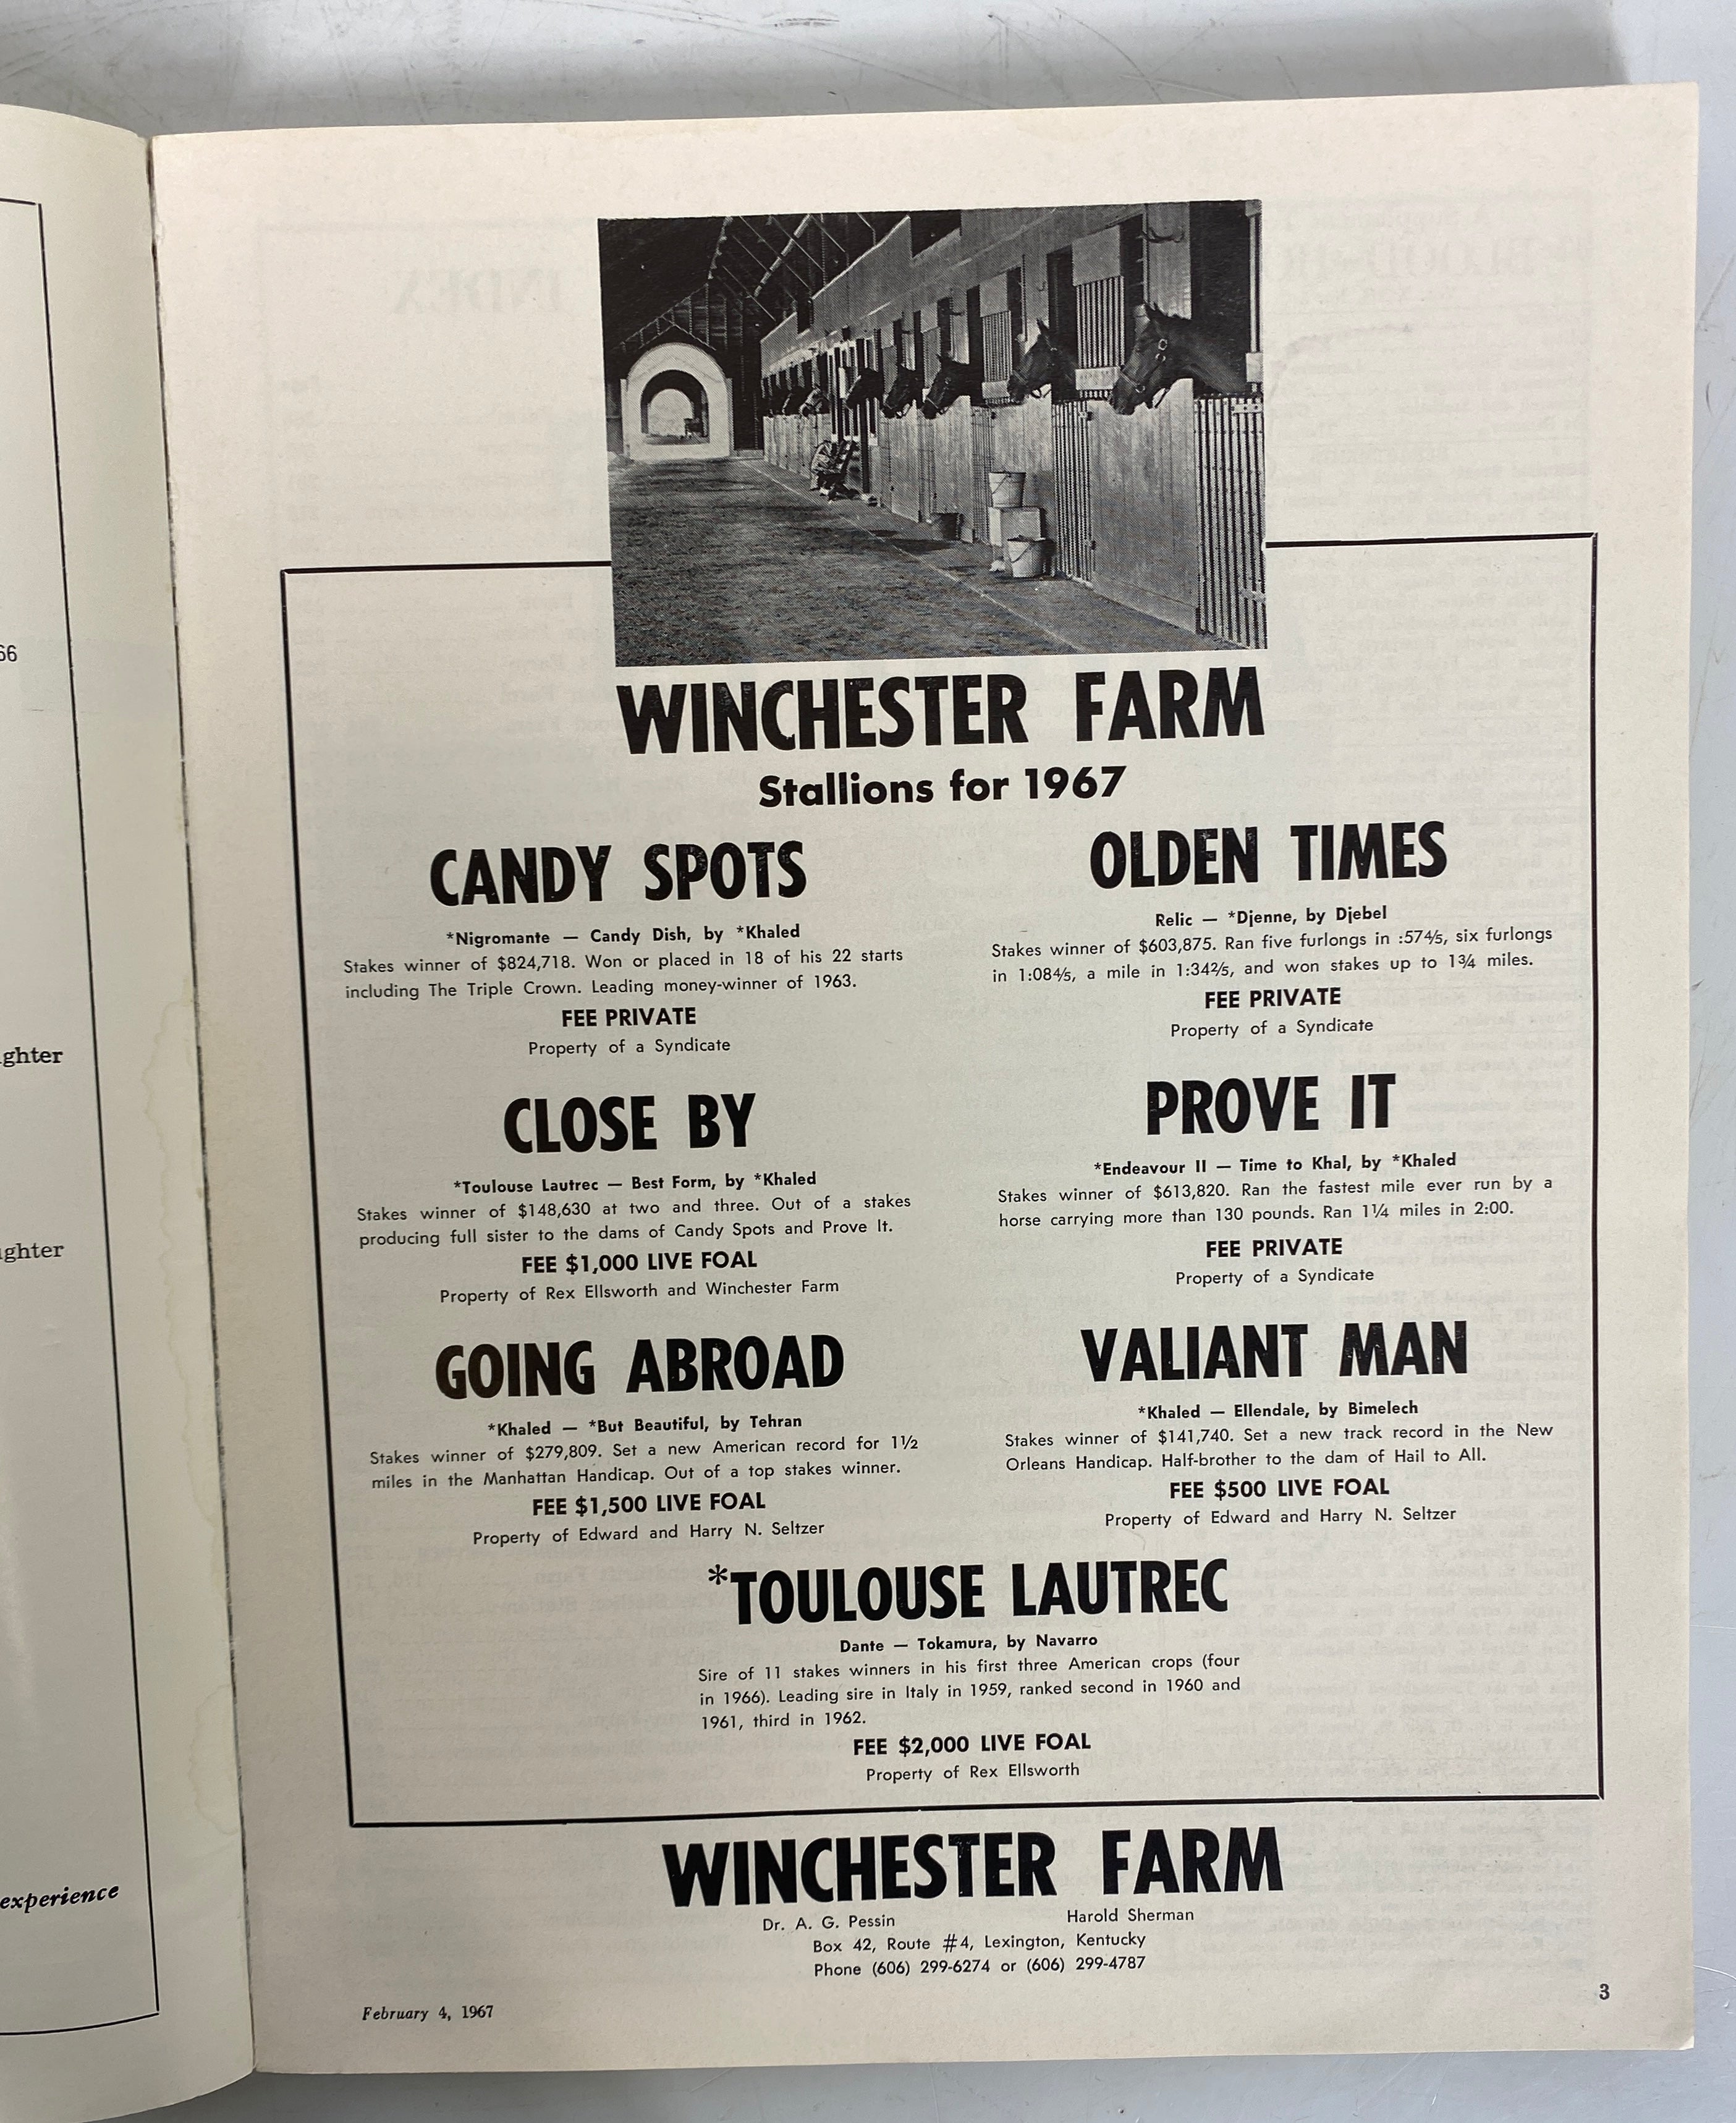 66
ghter
ghter
experience
WINCHESTER FARM
Stallions for 1967
CANDY SPOTS
*Nigromante — Candy Dish, by *Khaled
Stakes winner of $824,718. Won or placed in 18 of his 22 starts
including The Triple Crown. Leading money-winner of 1963.
FEE PRIVATE
Property of a Syndicate
OLDEN TIMES
Relic — *Djenne, by Djebel
Stakes winner of $603,875. Ran five furlongs in :57⅘, six furlongs
in 1:08⅘, a mile in 1:34⅖, and won stakes up to 1¾ miles.
FEE PRIVATE
Property of a Syndicate
CLOSE BY
*Toulouse Lautrec — Best Form, by *Khaled
Stakes winner of $148,630 at two and three. Out of a stakes
producing full sister to the dams of Candy Spots and Prove It.
FEE $1,000 LIVE FOAL
Property of Rex Ellsworth and Winchester Farm
PROVE IT
*Endeavour II — Time to Khal, by *Khaled
Stakes winner of $613,820. Ran the fastest mile ever run by a
horse carrying more than 130 pounds. Ran 1¼ miles in 2:00.
FEE PRIVATE
Property of a Syndicate
GOING ABROAD
*Khaled — *But Beautiful, by Tehran
Stakes winner of $279,809. Set a new American record for 1½
miles in the Manhattan Handicap. Out of a top stakes winner.
FEE $1,500 LIVE FOAL
Property of Edward and Harry N. Seltzer
VALIANT MAN
*Khaled — Ellendale, by Bimelech
Stakes winner of $141,740. Set a new track record in the New
Orleans Handicap. Half-brother to the dam of Hail to All.
FEE $500 LIVE FOAL
Property of Edward and Harry N. Seltzer
*TOULOUSE LAUTREC
Dante — Tokamura, by Navarro
Sire of 11 stakes winners in his first three American crops (four
in 1966). Leading sire in Italy in 1959, ranked second in 1960 and
1961, third in 1962.
FEE $2,000 LIVE FOAL
Property of Rex Ellsworth
WINCHESTER FARM
Dr. A. G. Pessin Harold Sherman
Box 42, Route #4, Lexington, Kentucky
Phone (606) 299-6274 or (606) 299-4787
February 4, 1967
3